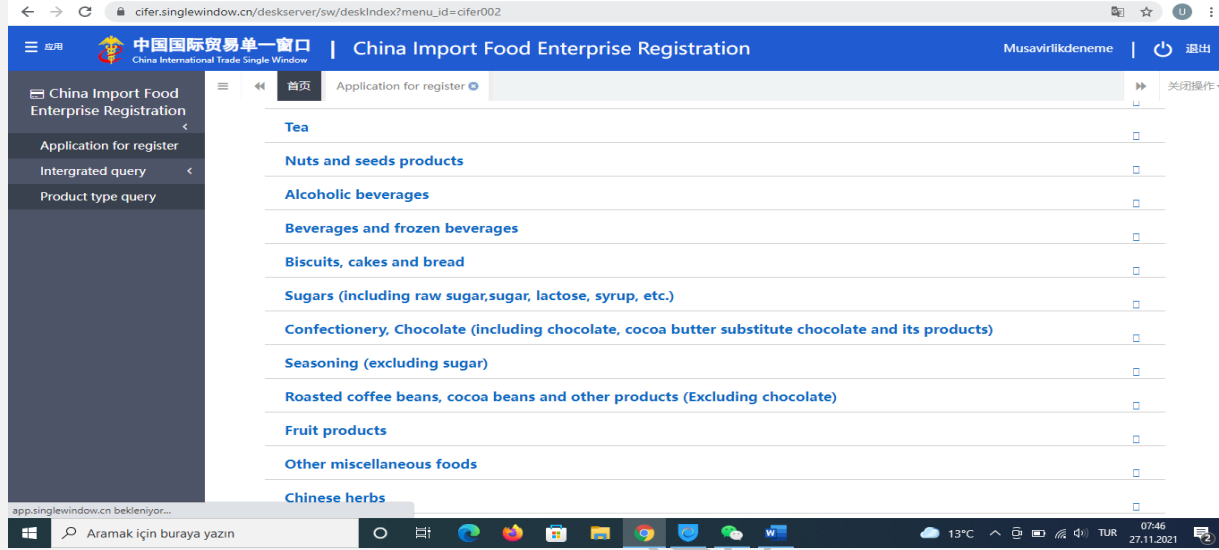 cifer.singlewindow.cn/deskserver/sw/deskIndex?menu_id=cifer002
U
应用
中国国际贸易单一窗口
China International Trade Single Window
China Import Food Enterprise Registration
Musavirlikdeneme
退出
China Import Food
Enterprise Registration
Application for register
Intergrated query
Product type query
首页
Application for register
关闭操作
Tea
Nuts and seeds products
Alcoholic beverages
Beverages and frozen beverages
Biscuits, cakes and bread
Sugars (including raw sugar,sugar, lactose, syrup, etc.)
Confectionery, Chocolate (including chocolate, cocoa butter substitute chocolate and its products)
Seasoning (excluding sugar)
Roasted coffee beans, cocoa beans and other products (Excluding chocolate)
Fruit products
Other miscellaneous foods
Chinese herbs
app.singlewindow.cn bekleniyor...
Aramak için buraya yazın
13°C
TUR
07:46
27.11.2021
2